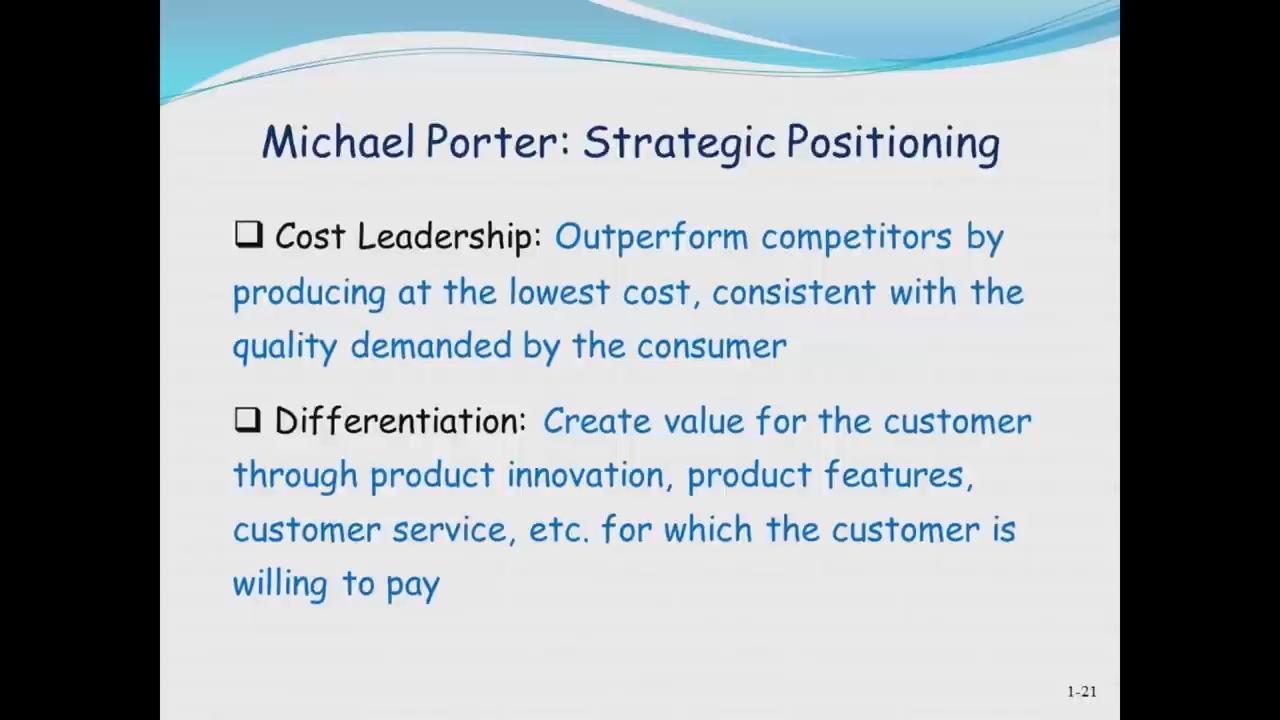 Michael Porter: Strategic Positioning
❑ Cost Leadership: Outperform competitors by
producing at the lowest cost, consistent with the
quality demanded by the consumer
❑ Differentiation: Create value for the customer
through product innovation, product features,
customer service, etc. for which the customer is
willing to pay
1-21